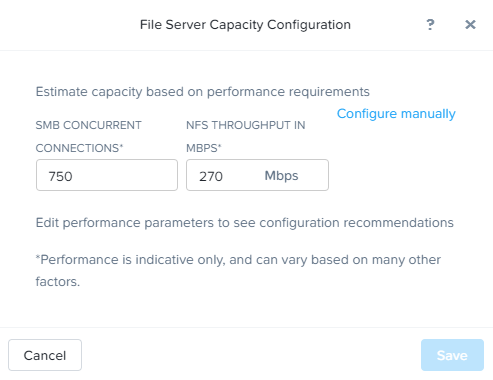 File Server Capacity Configuration ? ×
Estimate capacity based on performance requirements
Configure manually
SMB CONCURRENT
CONNECTIONS*
NFS THROUGHPUT IN
MBPS*
750
270 Mbps
Edit performance parameters to see configuration recommendations
*Performance is indicative only, and can vary based on many other
factors.
Cancel
Save